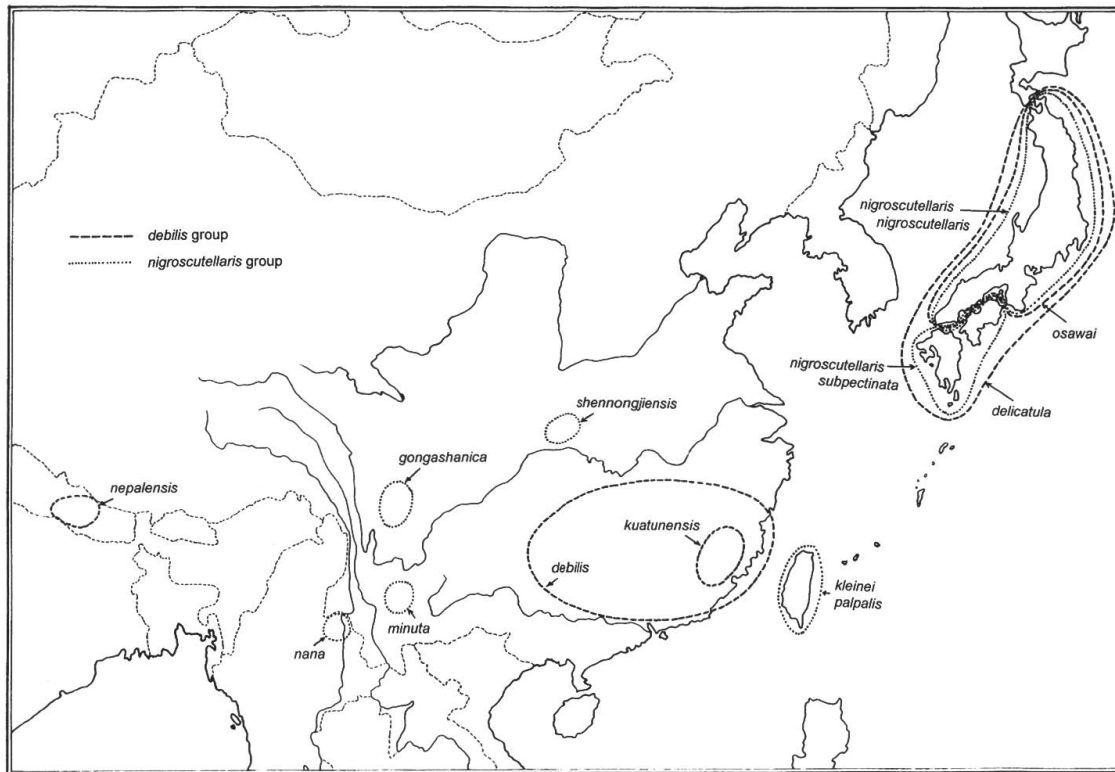 nigroscutellaris
nigroscutellaris
debilis group
nigroscutellaris group
osawai
nigroscutellaris
subpectinata
delicatula
shennongjiensis
gongashanica
nepalensis
kuatunensis
debilis
kleinei
palpalis
minuta
nana